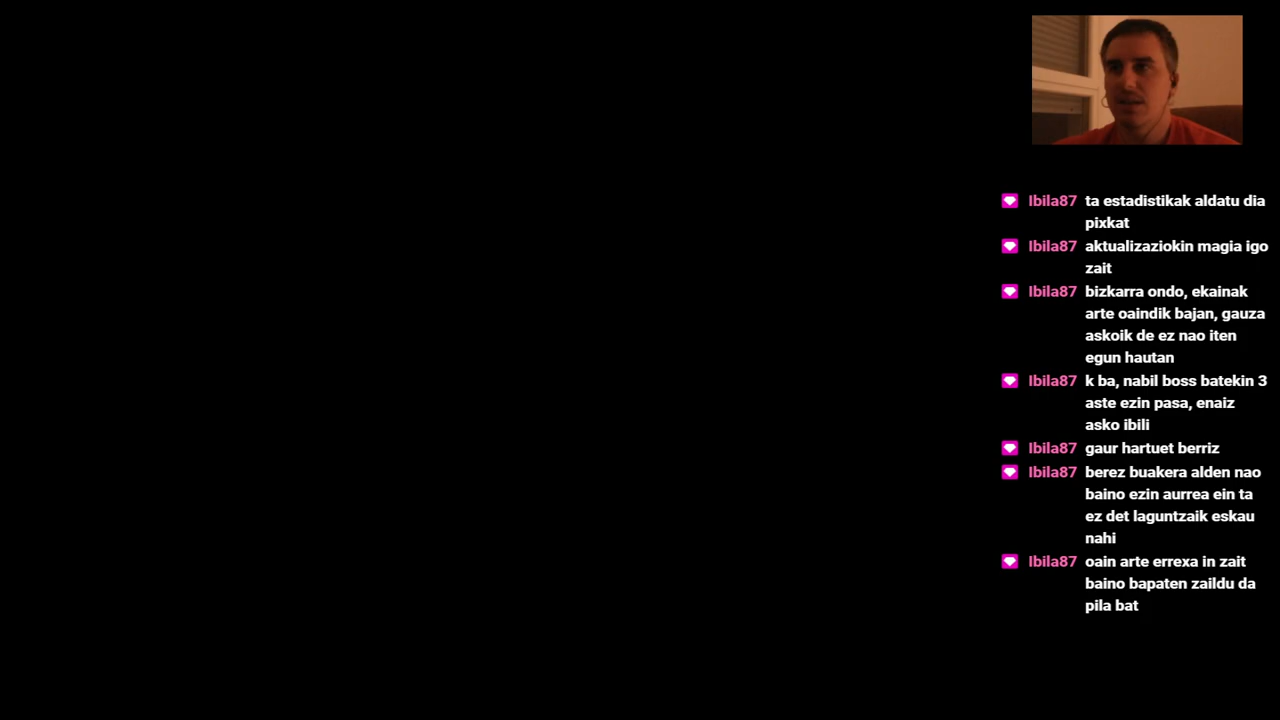 Ibila87 ta estadistikak aldatu dia
pixkat
Ibila87 aktualizaziokin magia igo
zait
Ibila87 bizkarra ondo, ekainak
arte oaindik bajan, gauza
askoik de ez nao iten
egun hautan
Ibila87 k ba, nabil boss batekin 3
aste ezin pasa, enaiz
asko ibili
Ibila87 gaur hartuet berriz
Ibila87 berez buakera alden nao
baino ezin aurrea ein ta
ez det laguntzaik eskau
nahi
Ibila87 oain arte errexa in zait
baino bapaten zaildu da
pila bat